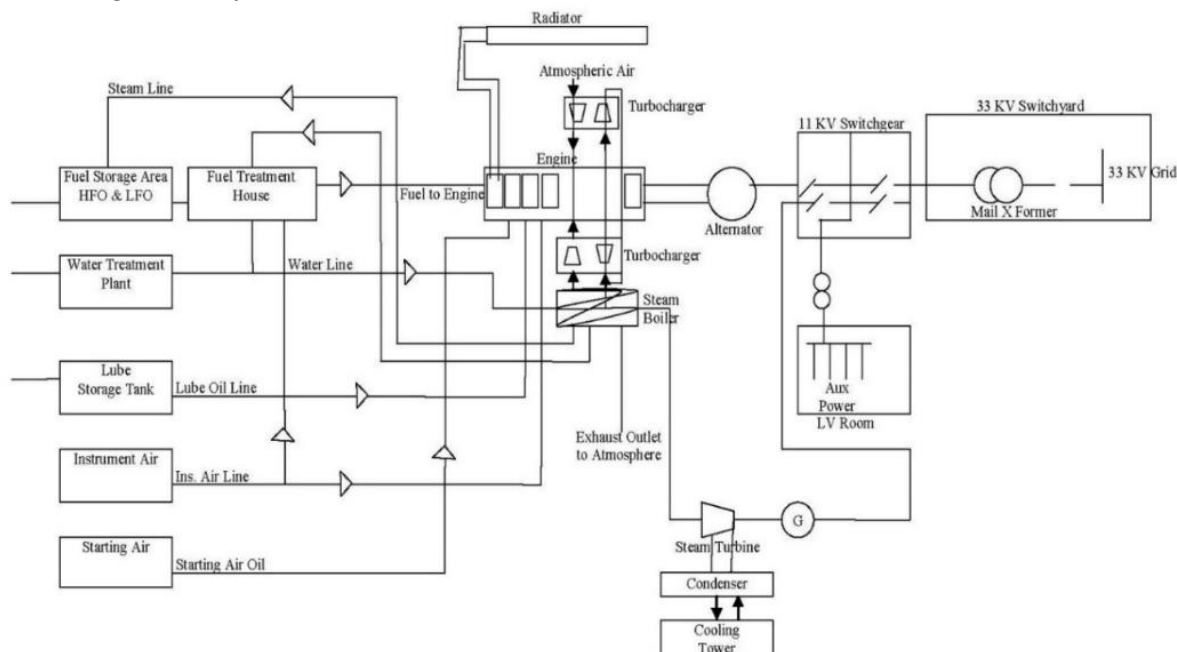 Radiator
Atmospheric Air
Steam Line
Turbocharger
33 KV Switchyard
11 KV Switchgear
Engine
Fuel Storage Area
HFO & LFO
Fuel Treatment
House
Fuel to Engine
33 KV Grid
Mail X Former
Alternator
Turbocharger
Water Treatment
Plant
Water Line
Steam
Boiler
Lube
Storage Tank
Lube Oil Line
Aux
Power
LV Room
Exhaust Outlet
to Atmosphere
Instrument Air
Ins. Air Line
G
Steam Turbine
Starting Air
Starting Air Oil
Condenser
Cooling
Tower